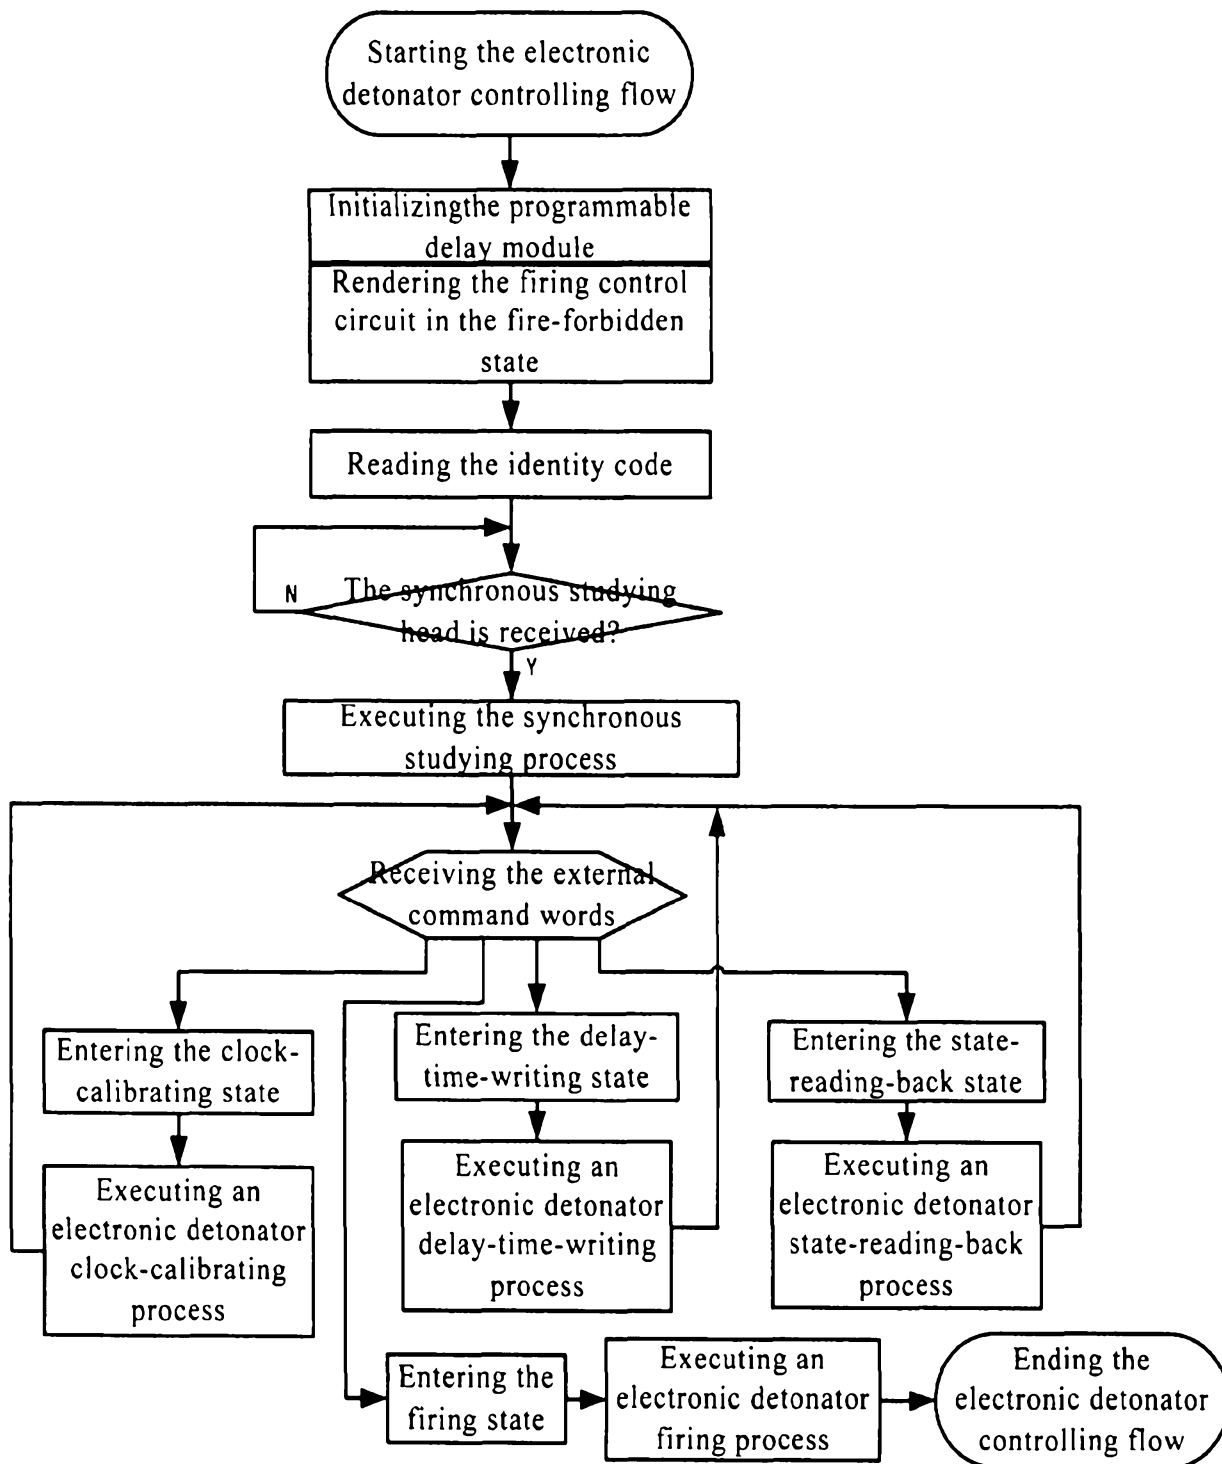 Starting the electronic
detonator controlling flow
Initializingthe programmable
delay module
Rendering the firing control
circuit in the fire-forbidden
state
Reading the identity code
N
The synchronous studying
head is received?
Y
Executing the synchronous
studying process
Receiving the external
command words
Entering the clock-
calibrating state
Entering the delay-
time-writing state
Entering the state-
reading-back state
Executing an
electronic detonator
clock-calibrating
process
Executing an
electronic detonator
delay-time-writing
process
Executing an
electronic detonator
state-reading-back
process
Entering the
firing state
Executing an
electronic detonator
firing process
Ending the
electronic detonator
controlling flow